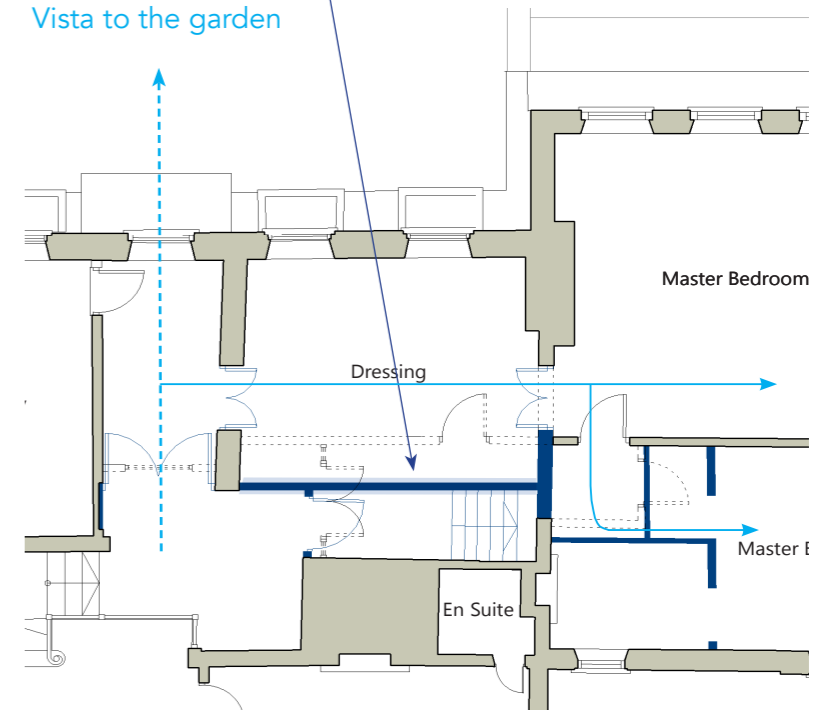 Vista to the garden
Master Bedroom
Dressing
Master
En Suite